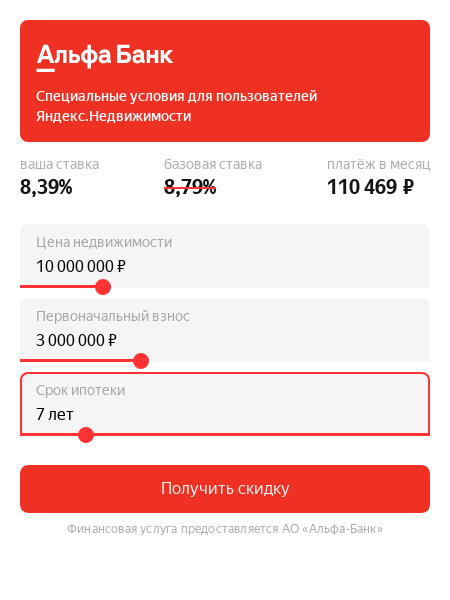 Альфа Банк
Специальные условия для пользователей
Яндекс.Недвижимости
ваша ставка базовая ставка платёж в месяц
8,39% 8,79% 110 469 ₽
Цена недвижимости
10 000 000 ₽
Первоначальный взнос
3 000 000 ₽
Срок ипотеки
7 лет
Получить скидку
Финансовая услуга предоставляется АО «Альфа-Банк»